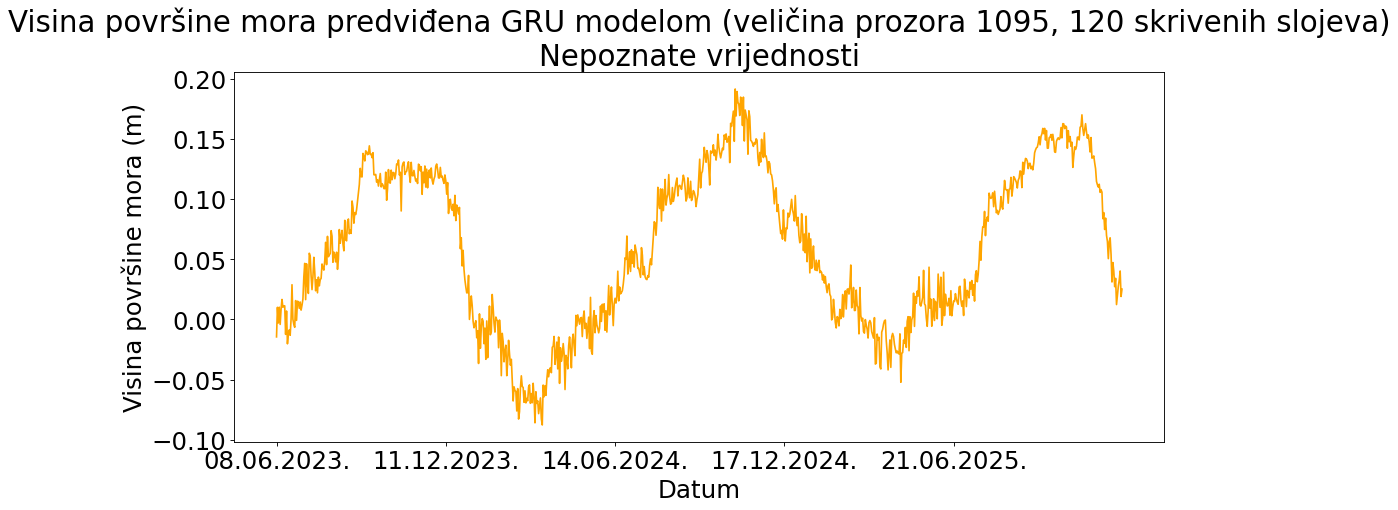 Visina površine mora predviđena GRU modelom (veličina prozora 1095, 120 skrivenih slojeva)
Nepoznate vrijednosti
Visina površine mora (m)
0.20
0.15
0.10
0.05
0.00
−0.05
−0.10
08.06.2023. 11.12.2023. 14.06.2024. 17.12.2024. 21.06.2025.
Datum